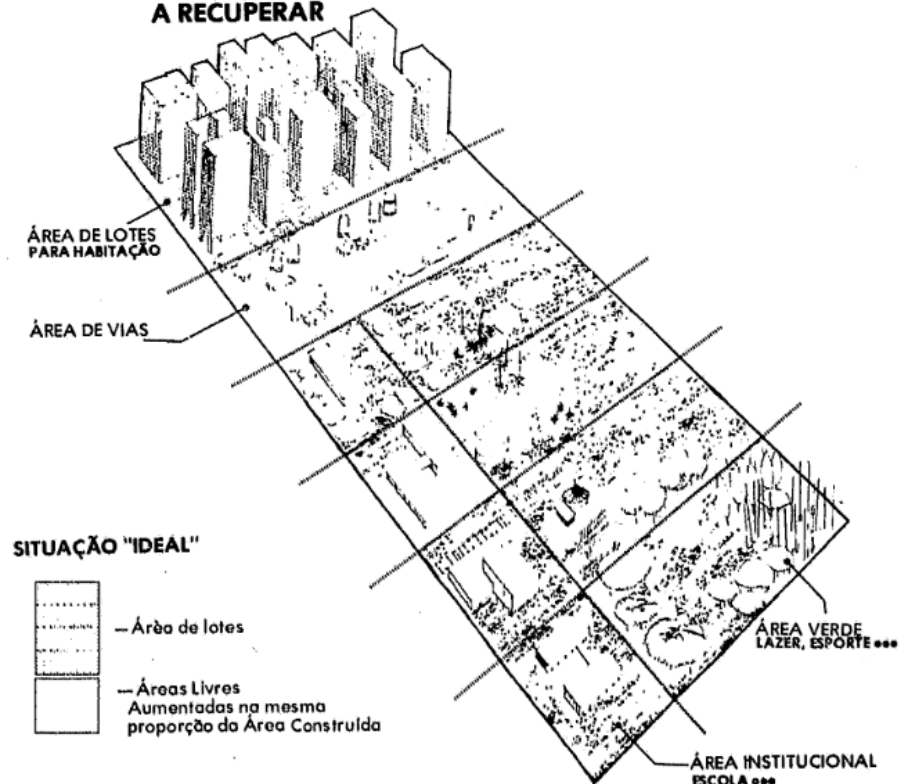 A RECUPERAR
ÁREA DE LOTES
PARA HABITAÇÃO
ÁREA DE VIAS
SITUAÇÃO "IDEAL"
Área de lotes
Áreas Livres
Aumentadas na mesma
proporção da Área Construída
ÁREA VERDE
LAZER, ESPORTE •••
ÁREA INSTITUCIONAL
ESCOLA •••